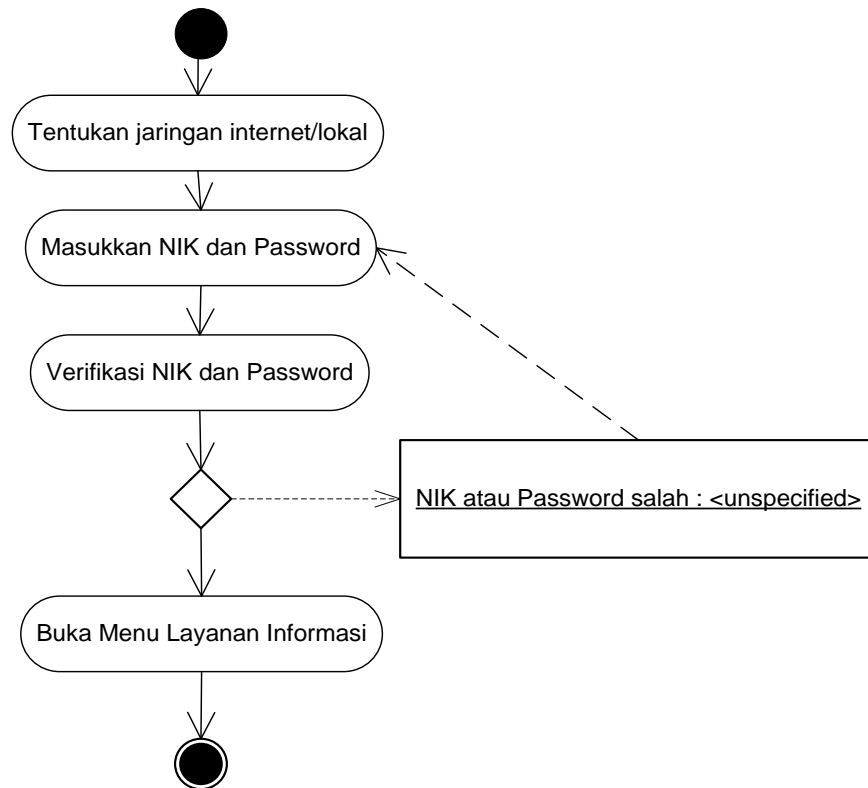 Tentukan jaringan internet/lokal
Masukkan NIK dan Password
Verifikasi NIK dan Password
NIK atau Password salah : <unspecified>
Buka Menu Layanan Informasi